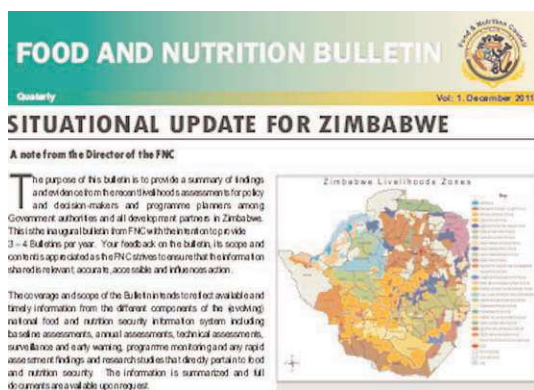 FOOD AND NUTRITION BULLETIN
Food & Nutrition Council
Quaterly
Vol: 1. December 2011
SITUATIONAL UPDATE FOR ZIMBABWE
A note from the Director of the FNC
The purpose of this bulletin is to provide a summary of findings
and evidence from the recent livelihoods assessments for policy
and decision-makers and programme planners among
Government authorities and all development partners in Zimbabwe.
This is the inaugural bulletin from FNC with the intention to provide
3 – 4 Bulletins per year. Your feedback on the bulletin, its scope and
content is appreciated as the FNC strives to ensure that the information
shared is relevant, accurate, accessible and influences action.
The coverage and scope of the Bulletin intends to reflect available and
timely information from the different components of the (evolving)
national food and nutrition security information system including
baseline assessments, annual assessments, technical assessments,
surveillance and early warning, programme monitoring and any rapid
assessment findings and research studies that directly pertain to food
and nutrition security. The information is summarized and full
documents are available upon request.
Zimbabwe Livelihoods Zones
Key